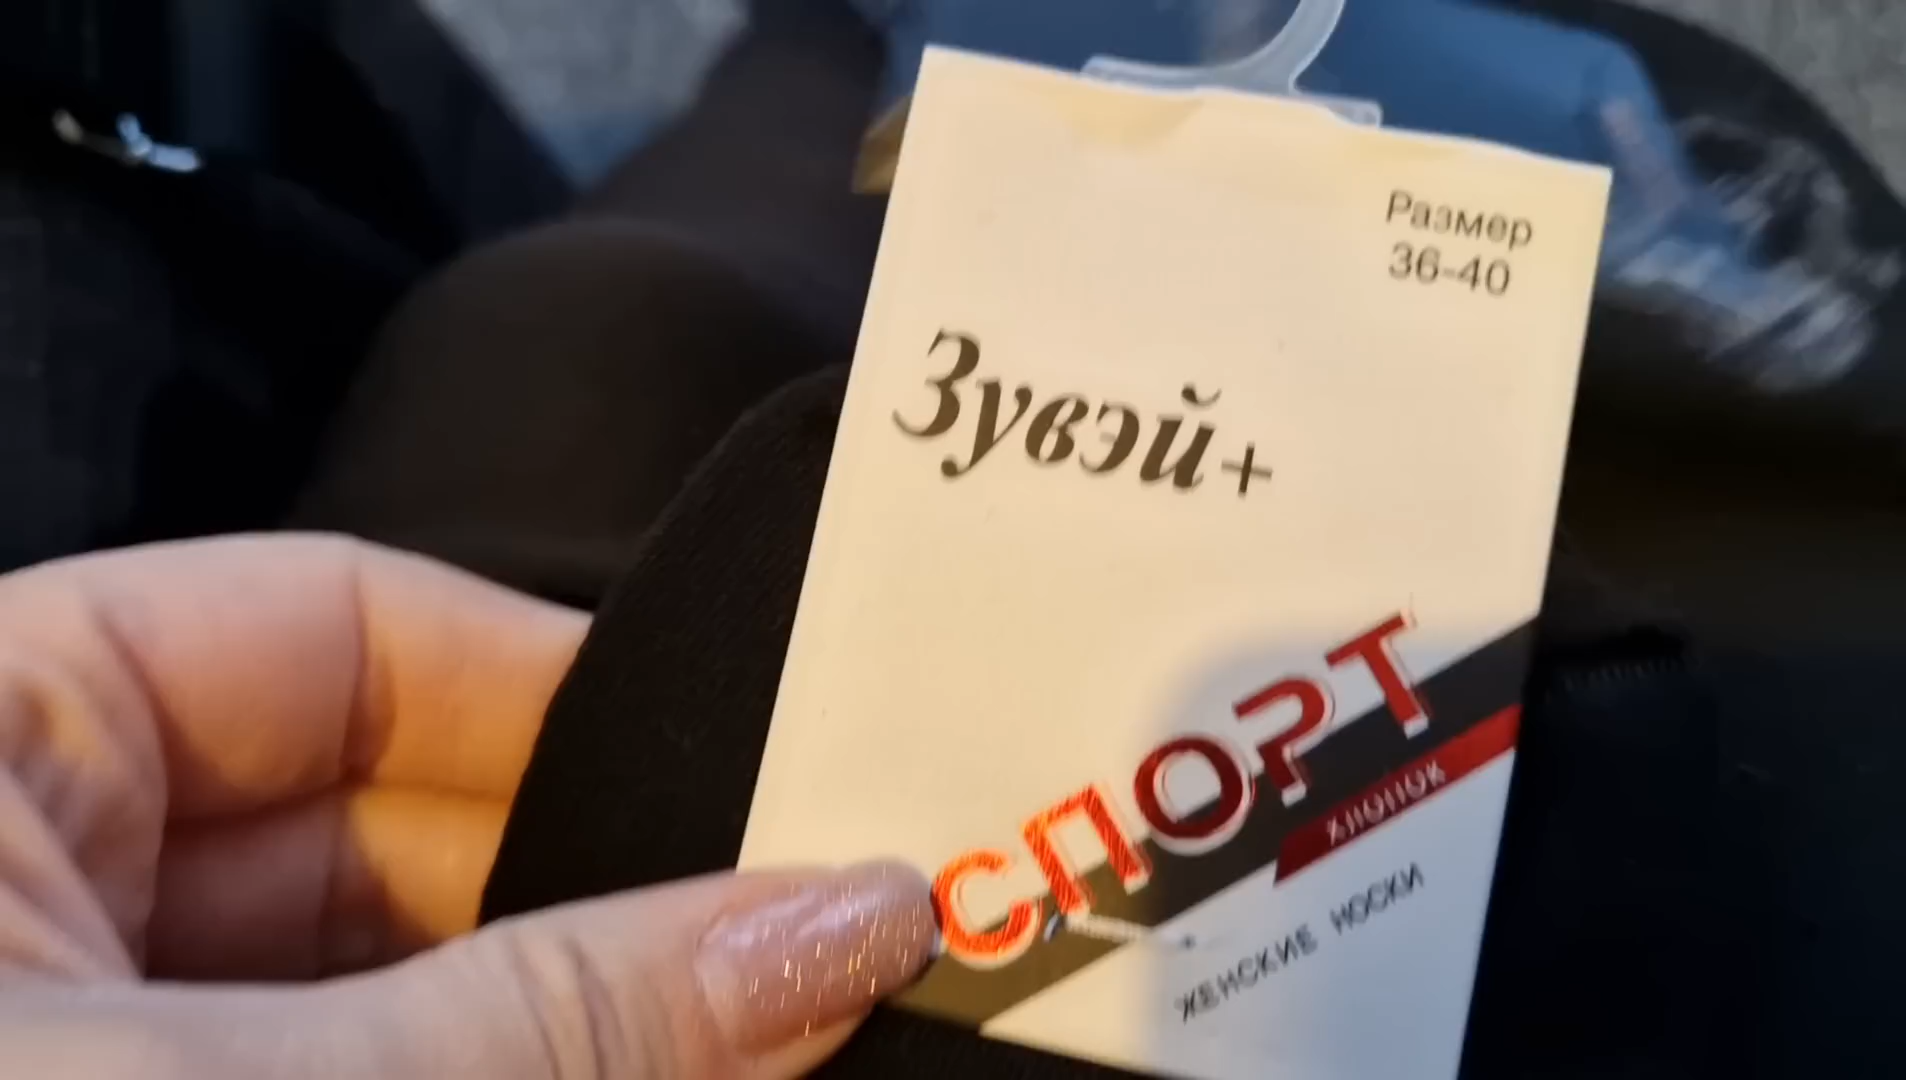 Размер
36-40
Зувэй+
СПОРТ
ХЛОПОК
ЖЕНСКИЕ НОСКИ